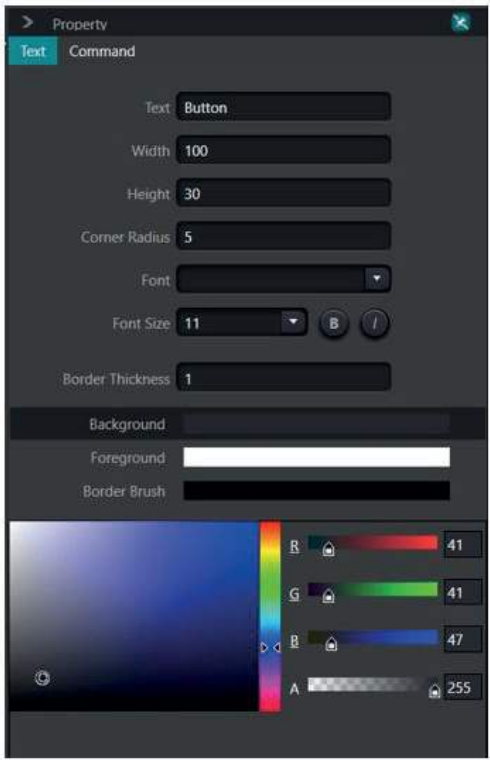 Property
Text Command
Text Button
Width 100
Height 30
Corner Radius 5
Font
Font Size 11 B I
Border Thickness 1
Background
Foreground
Border Brush
R 41
G 41
B 47
A 255